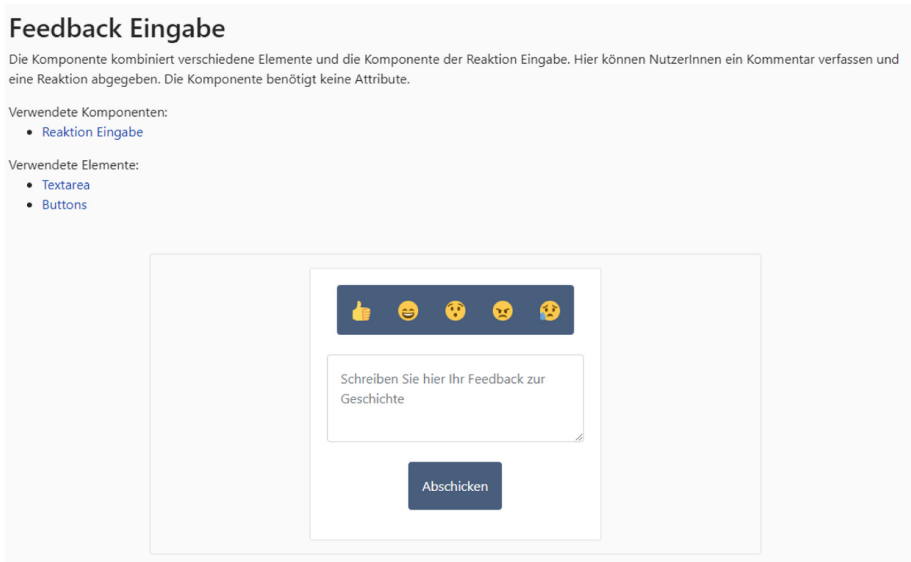 Feedback Eingabe
Die Komponente kombiniert verschiedene Elemente und die Komponente der Reaktion Eingabe. Hier können NutzerInnen ein Kommentar verfassen und
eine Reaktion abgegeben. Die Komponente benötigt keine Attribute.
Verwendete Komponenten:
Reaktion Eingabe
Verwendete Elemente:
Textarea
Buttons
Schreiben Sie hier Ihr Feedback zur
Geschichte
Abschicken